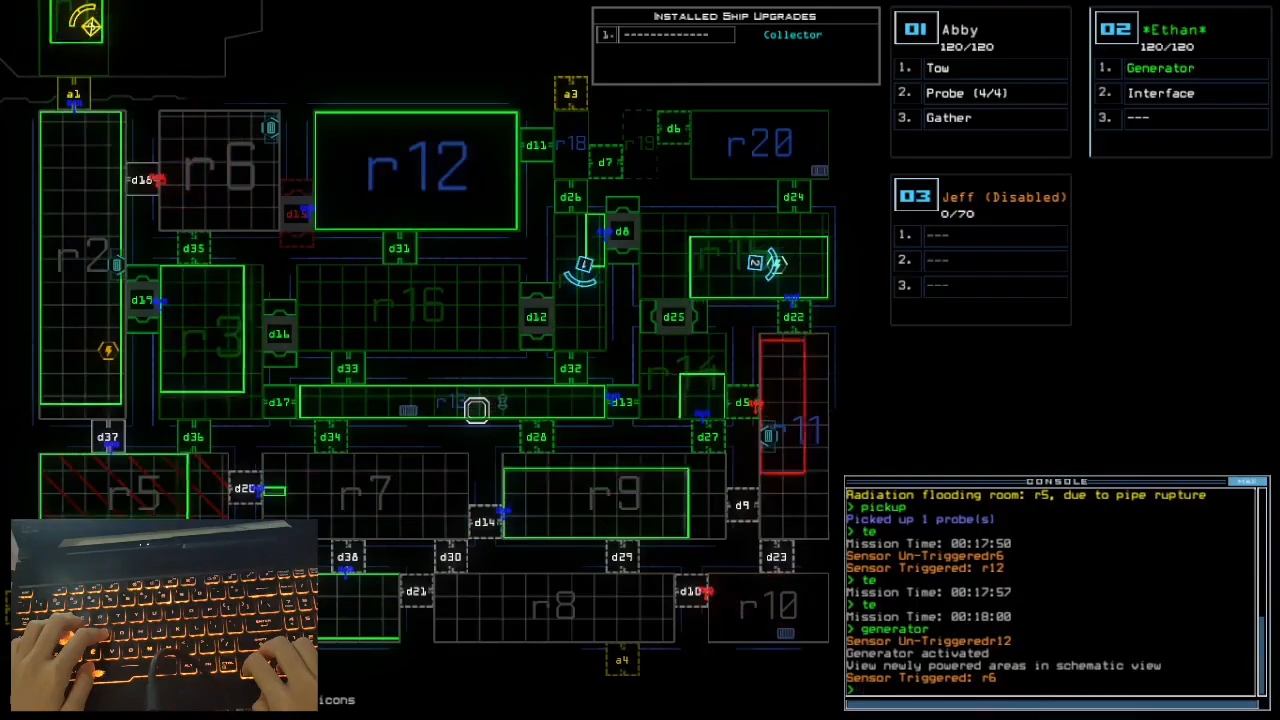 Installed Ship Upgrades
1. ------------- Collector
01 Abby
120/120
1. Tow
2. Probe (4/4)
3. Gather
02 *Ethan*
120/120
1. Generator
2. Interface
3. ---
03 Jeff (Disabled)
0/70
1. ---
2. ---
3. ---
a1
a3
r18
d6
d7
r20
r6
r12
d11
d18
d26
d24
d8
d35
d31
r2
d19
r3
d16
r16
d12
d25
d22
d33
d32
r14
d17
d13
d5
r11
d37
d36
d34
d28
d27
r5
r7
r9
d14
d9
d38
d30
d29
d23
d21
r8
d10
r10
a4
icons
CONSOLE
Radiation flooding room: r5, due to pipe rupture
> pickup
Picked up 1 probe(s)
> te
Mission Time: 00:17:50
Sensor Un-Triggeredr6
Sensor Triggered: r12
> te
Mission Time: 00:17:57
> te
Mission Time: 00:18:00
> generator
Sensor Un-Triggeredr12
Generator activated
View newly powered areas in schematic view
Sensor Triggered: r6
>